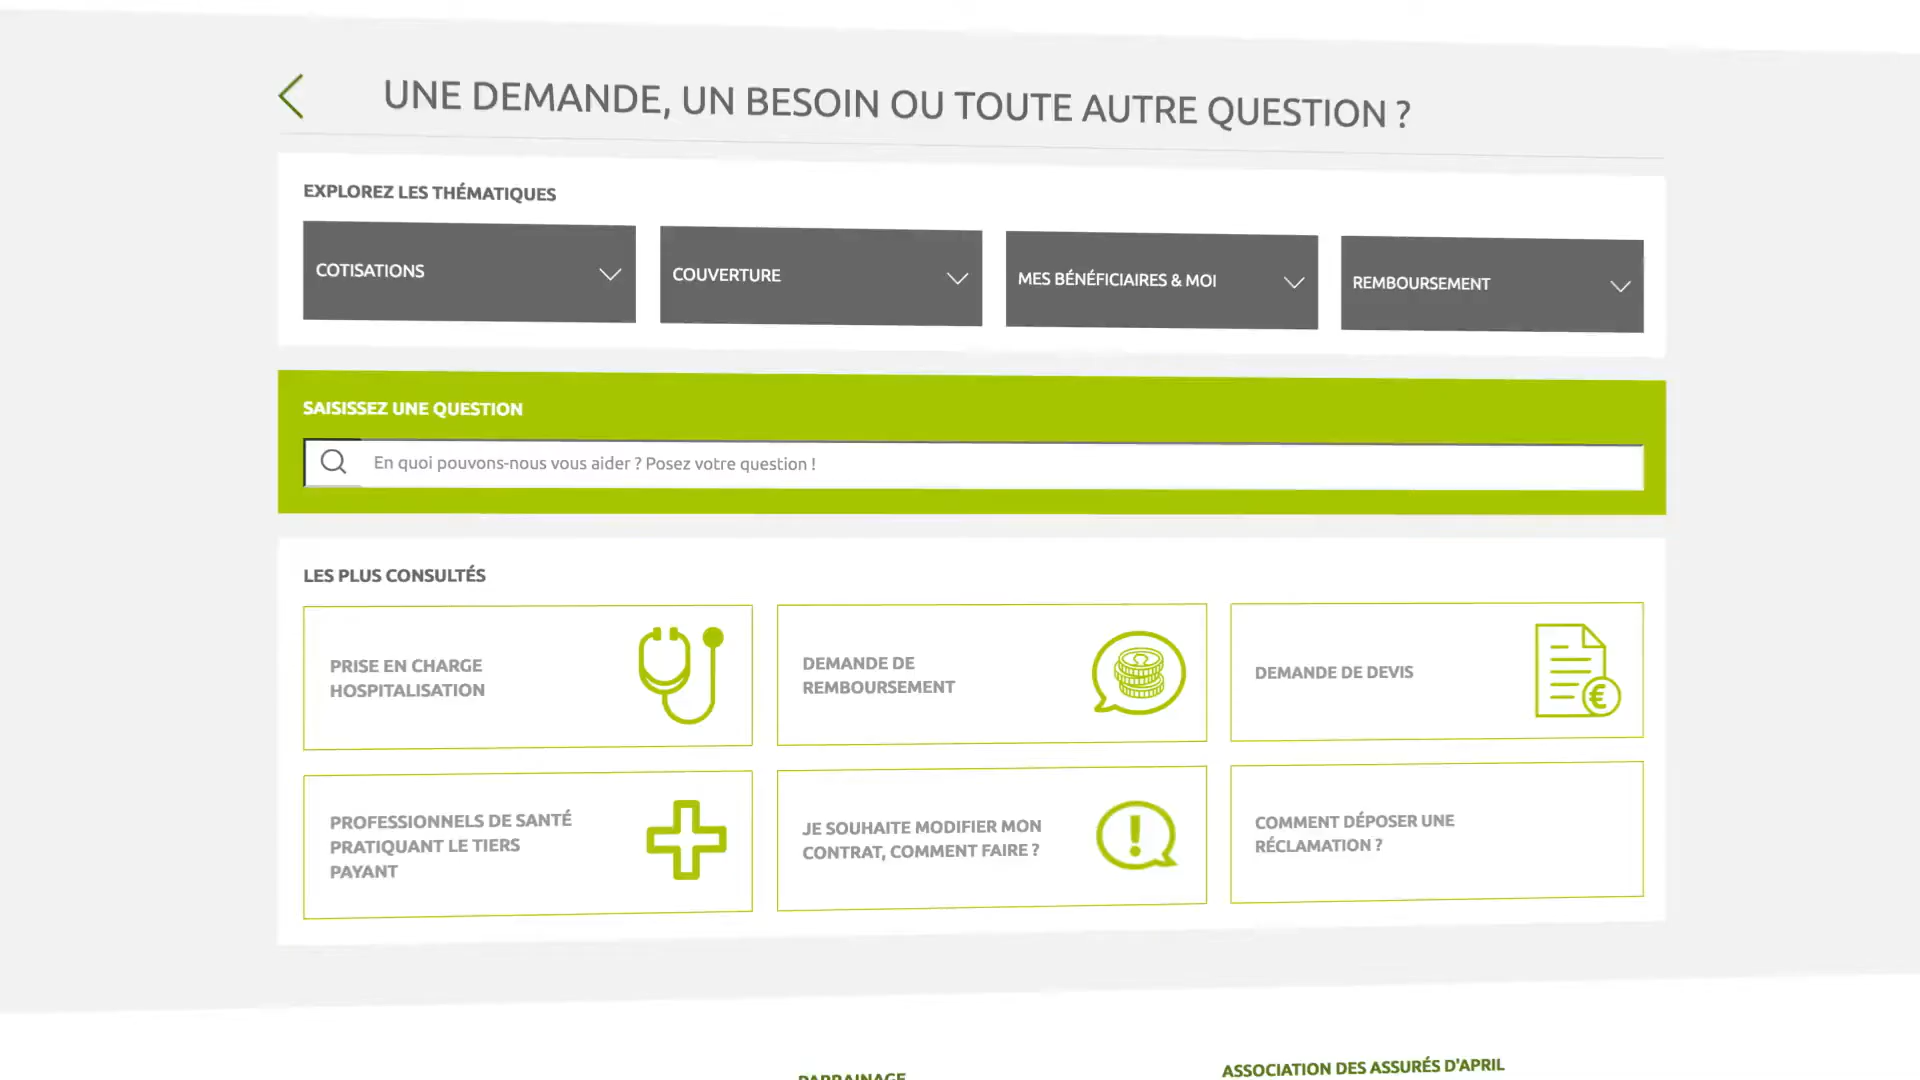 UNE DEMANDE, UN BESOIN OU TOUTE AUTRE QUESTION ?
EXPLOREZ LES THÉMATIQUES
COTISATIONS
COUVERTURE
MES BÉNÉFICIAIRES & MOI
REMBOURSEMENT
SAISISSEZ UNE QUESTION
En quoi pouvons-nous vous aider ? Posez votre question !
LES PLUS CONSULTÉS
PRISE EN CHARGE
HOSPITALISATION
DEMANDE DE
REMBOURSEMENT
DEMANDE DE DEVIS
€
PROFESSIONNELS DE SANTÉ
PRATIQUANT LE TIERS
PAYANT
JE SOUHAITE MODIFIER MON
CONTRAT, COMMENT FAIRE ?
COMMENT DÉPOSER UNE
RÉCLAMATION ?
PARRAINAGE
ASSOCIATION DES ASSURÉS D'APRIL